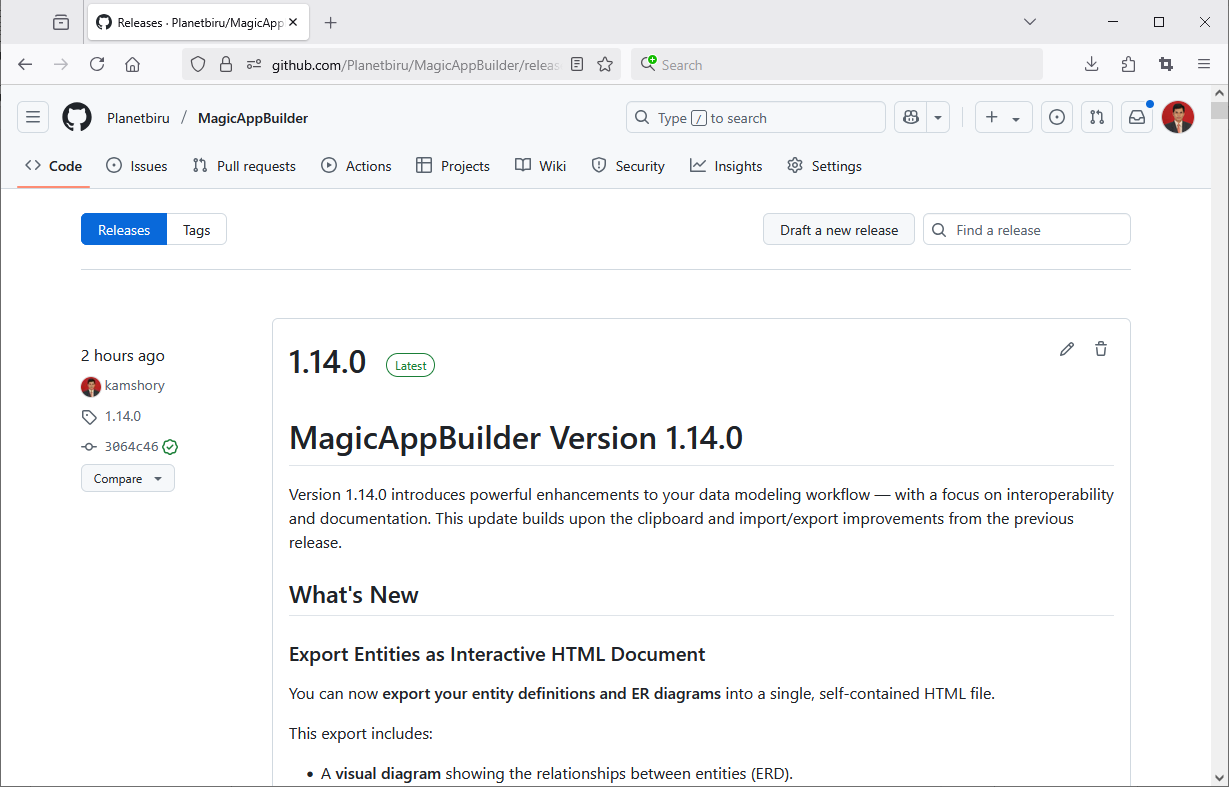 Releases · Planetbiru/MagicApp
github.com/Planetbiru/MagicAppBuilder/releas
Search
Planetbiru / MagicAppBuilder
Type / to search
Code Issues Pull requests Actions Projects Wiki Security Insights Settings
Releases Tags
Draft a new release
Find a release
2 hours ago
kamshory
1.14.0
3064c46
Compare
1.14.0 Latest
MagicAppBuilder Version 1.14.0
Version 1.14.0 introduces powerful enhancements to your data modeling workflow — with a focus on interoperability
and documentation. This update builds upon the clipboard and import/export improvements from the previous
release.
What's New
Export Entities as Interactive HTML Document
You can now export your entity definitions and ER diagrams into a single, self-contained HTML file.
This export includes:
• A visual diagram showing the relationships between entities (ERD).